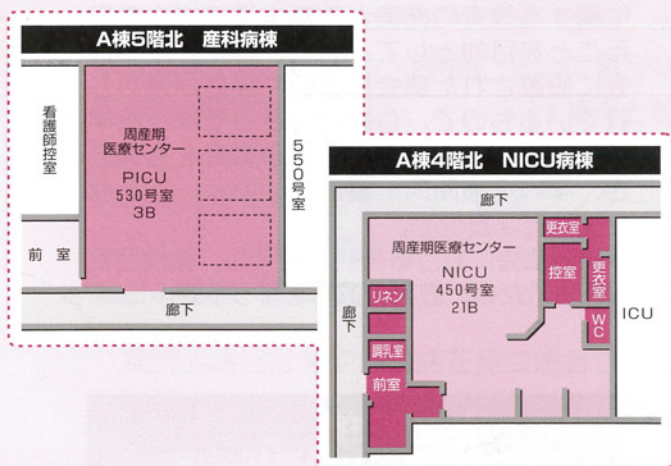 A棟5階北 産科病棟
看護師控室
周産期
医療センター
PICU
530号室
3B
550号室
前 室
廊下
A棟4階北 NICU病棟
廊下
廊下
周産期医療センター
NICU
450号室
21B
更衣室
控室
更衣室
WC
ICU
リネン
調乳室
前室